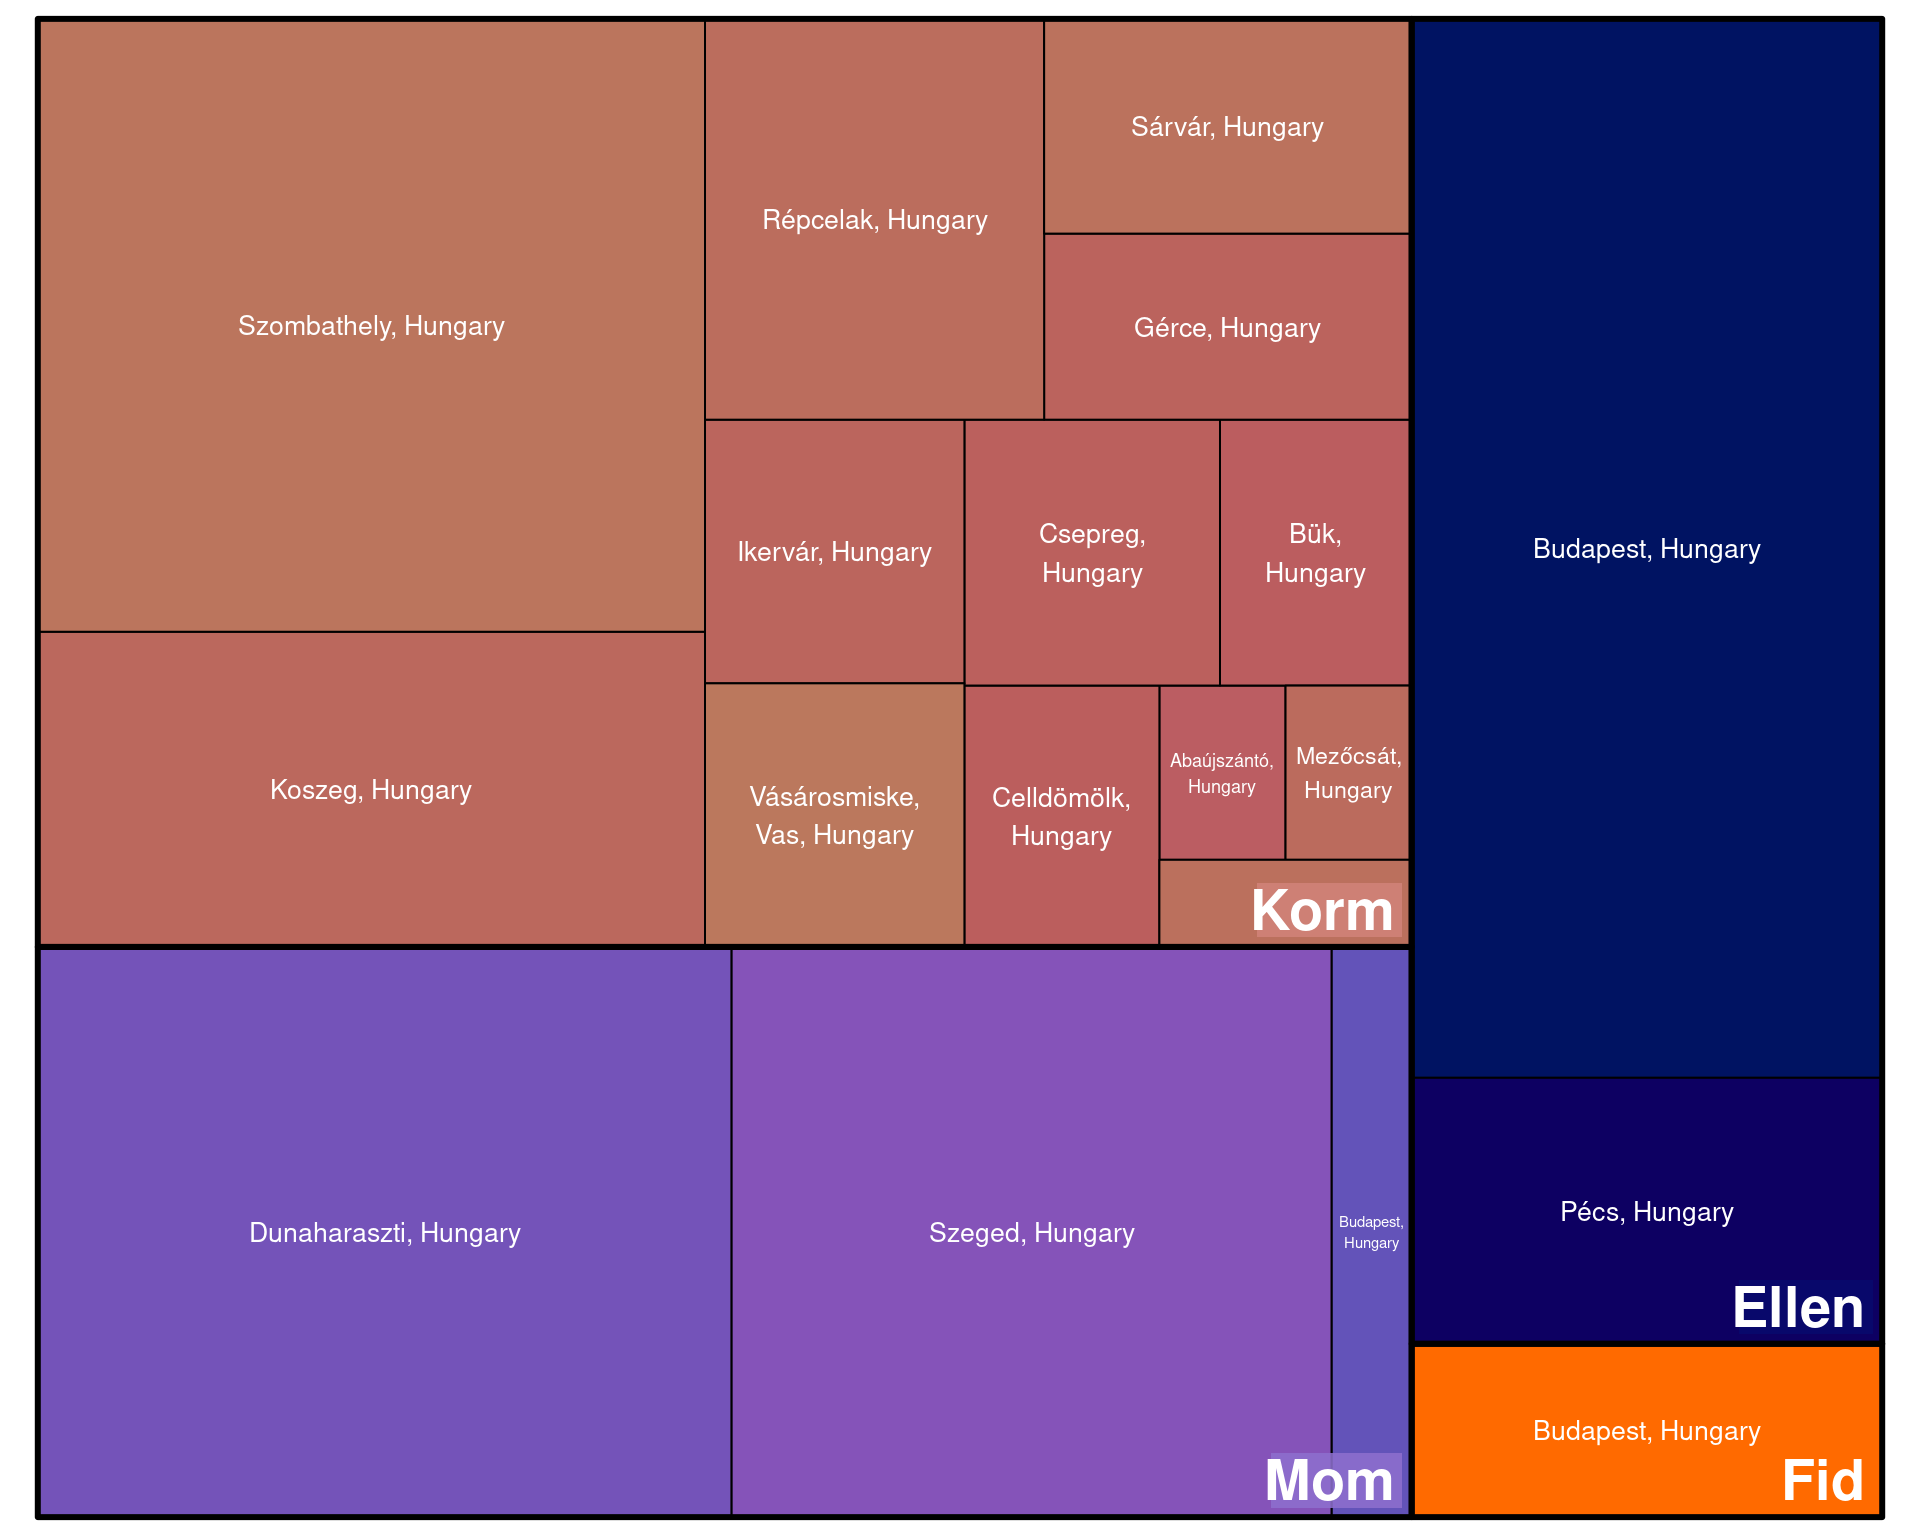 Szombathely, Hungary
Koszeg, Hungary
Répcelak, Hungary
Sárvár, Hungary
Gérce, Hungary
Ikervár, Hungary
Csepreg,
Hungary
Bük,
Hungary
Vásárosmiske,
Vas, Hungary
Celldömölk,
Hungary
Abaújszántó,
Hungary
Mezőcsát,
Hungary
Korm
Dunaharaszti, Hungary
Szeged, Hungary
Budapest,
Hungary
Mom
Budapest, Hungary
Pécs, Hungary
Ellen
Budapest, Hungary
Fid